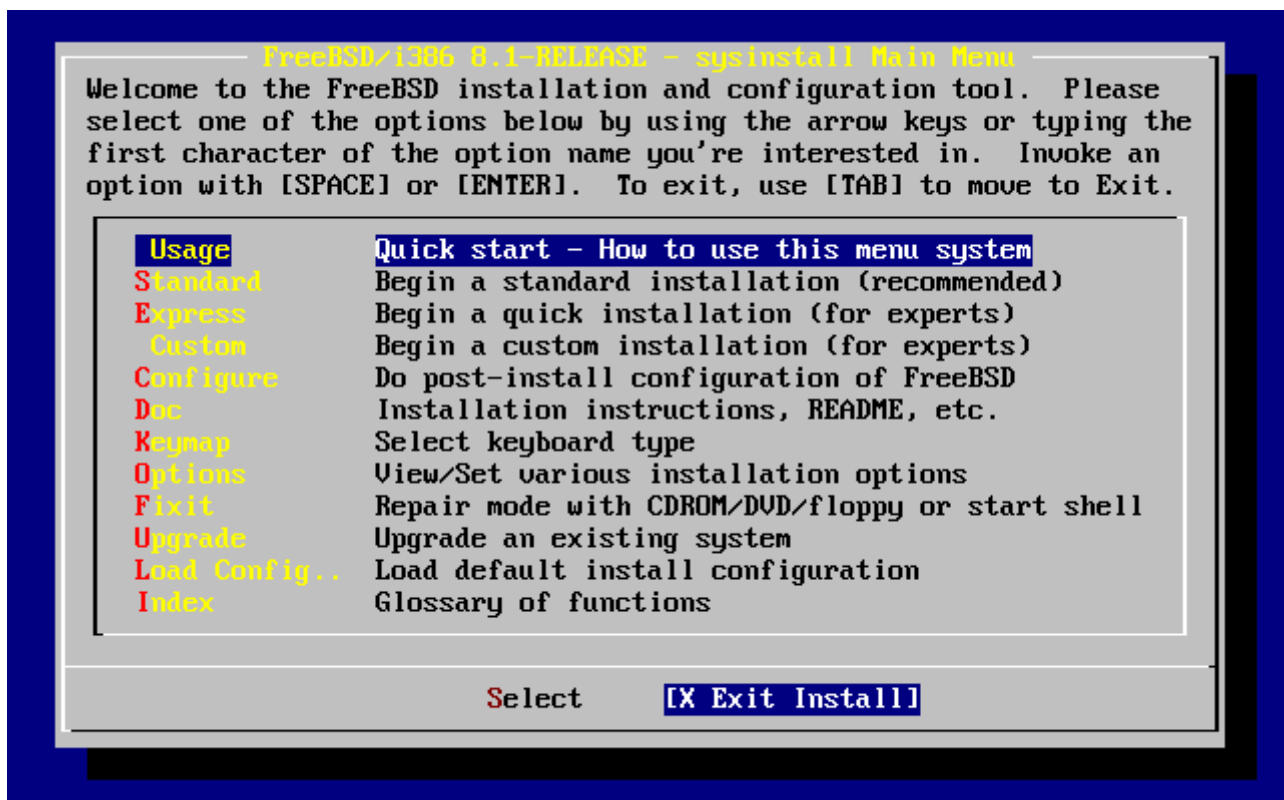 FreeBSD/i386 8.1-RELEASE - sysinstall Main Menu
Welcome to the FreeBSD installation and configuration tool.  Please
select one of the options below by using the arrow keys or typing the
first character of the option name you're interested in.  Invoke an
option with [SPACE] or [ENTER].  To exit, use [TAB] to move to Exit.
Usage Quick start - How to use this menu system
Standard Begin a standard installation (recommended)
Express Begin a quick installation (for experts)
Custom Begin a custom installation (for experts)
Configure Do post-install configuration of FreeBSD
Doc Installation instructions, README, etc.
Keymap Select keyboard type
Options View/Set various installation options
Fixit Repair mode with CDROM/DVD/floppy or start shell
Upgrade Upgrade an existing system
Load Config.. Load default install configuration
Index Glossary of functions
Select [X Exit Install]